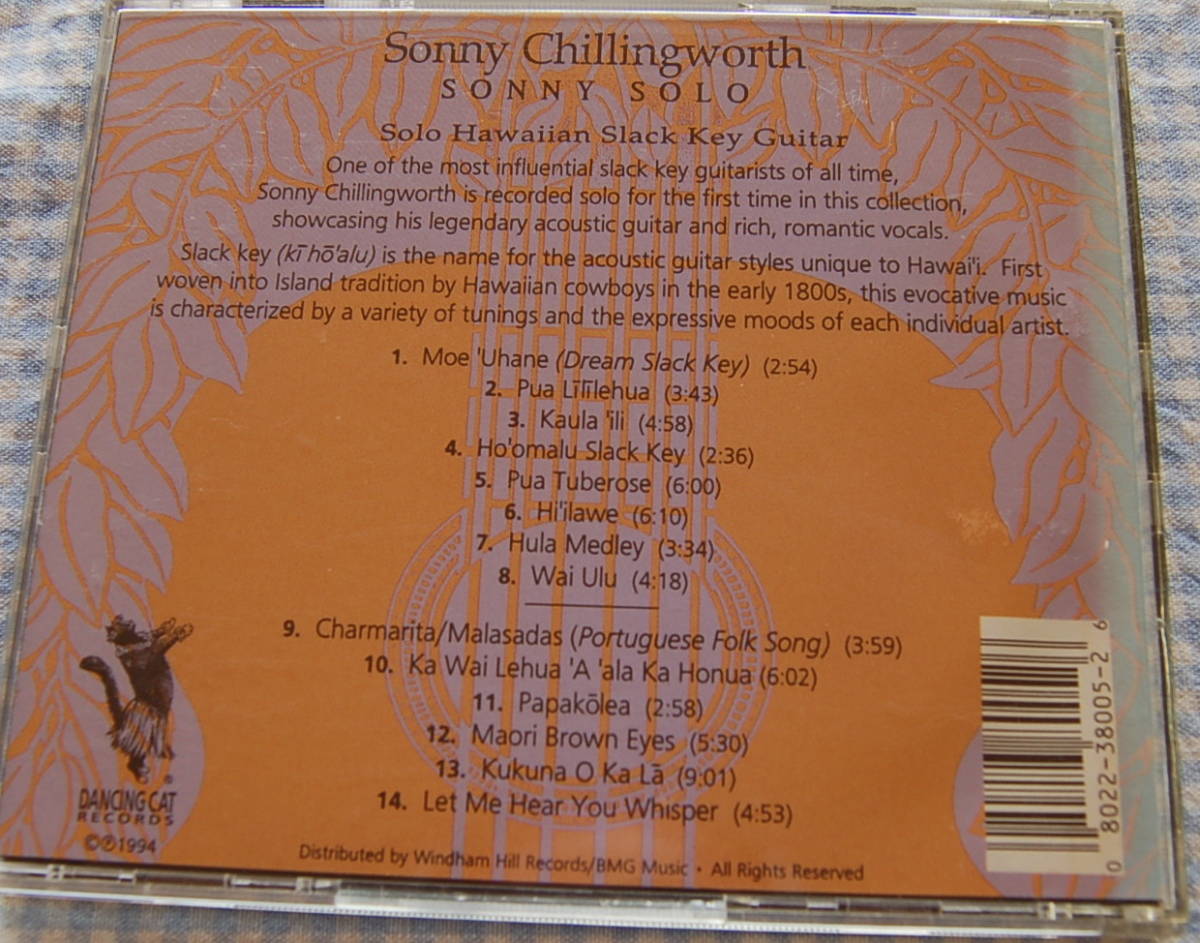 Sonny Chillingworth
SONNY SOLO
Solo Hawaiian Slack Key Guitar
One of the most influential slack key guitarists of all time,
Sonny Chillingworth is recorded solo for the first time in this collection,
showcasing his legendary acoustic guitar and rich, romantic vocals.
Slack key (kī hō'alu) is the name for the acoustic guitar styles unique to Hawai'i. First
woven into Island tradition by Hawaiian cowboys in the early 1800s, this evocative music
is characterized by a variety of tunings and the expressive moods of each individual artist.
1. Moe 'Uhane (Dream Slack Key) (2:54)
2. Pua Līlīlehua (3:43)
3. Kaula 'ili (4:58)
4. Ho'omalu Slack Key (2:36)
5. Pua Tuberose (6:00)
6. Hi'ilawe (6:10)
7. Hula Medley (3:34)
8. Wai Ulu (4:18)
9. Charmarita/Malasadas (Portuguese Folk Song) (3:59)
10. Ka Wai Lehua 'A 'ala Ka Honua (6:02)
11. Papakōlea (2:58)
12. Maori Brown Eyes (5:30)
13. Kukuna O Ka Lā (9:01)
14. Let Me Hear You Whisper (4:53)
®
DANCING CAT
RECORDS
©℗1994
Distributed by Windham Hill Records/BMG Music • All Rights Reserved
0 8022-38005-2 6